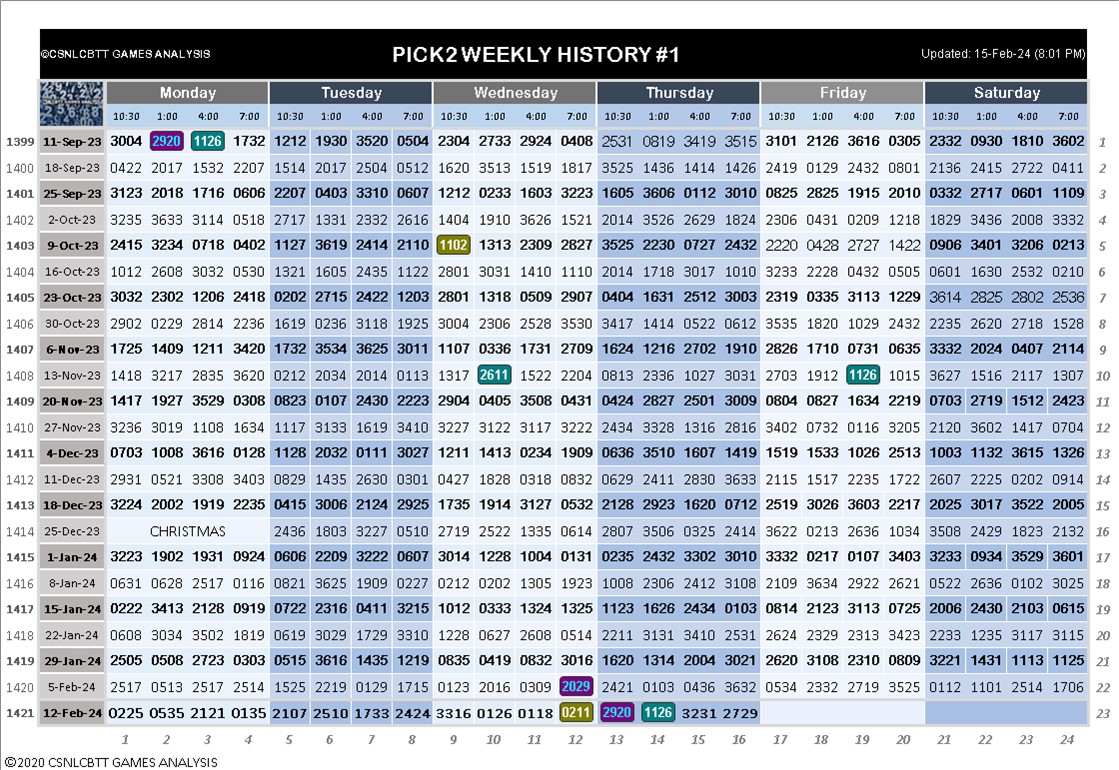 ©CSNLCBTT GAMES ANALYSIS PICK2 WEEKLY HISTORY #1 Updated: 15-Feb-24 (8:01 PM)
Monday Tuesday Wednesday Thursday Friday Saturday
10:30 1:00 4:00 7:00 10:30 1:00 4:00 7:00 10:30 1:00 4:00 7:00 10:30 1:00 4:00 7:00 10:30 1:00 4:00 7:00 10:30 1:00 4:00 7:00
1399 11-Sep-23 3004 2920 1126 1732 1212 1930 3520 0504 2304 2733 2924 0408 2531 0819 3419 3515 3101 2126 3616 0305 2332 0930 1810 3602 1
1400 18-Sep-23 0422 2017 1532 2207 1514 2017 2504 0512 1620 3513 1519 1817 3525 1436 1414 1426 2419 0129 2432 0801 2136 2415 2722 0411 2
1401 25-Sep-23 3123 2018 1716 0606 2207 0403 3310 0607 1212 0233 1603 3223 1605 3606 0112 3010 0825 2825 1915 2010 0332 2717 0601 1109 3
1402 2-Oct-23 3235 3633 3114 0518 2717 1331 2332 2616 1404 1910 3626 1521 2014 3526 2629 1824 2306 0431 0209 1218 1829 3436 2008 3332 4
1403 9-Oct-23 2415 3234 0718 0402 1127 3619 2414 2110 1102 1313 2309 2827 3525 2230 0727 2432 2220 0428 2727 1422 0906 3401 3206 0213 5
1404 16-Oct-23 1012 2608 3032 0530 1321 1605 2435 1122 2801 3031 1410 1110 2014 1718 3017 1010 3233 2228 0432 0505 0601 1630 2532 0210 6
1405 23-Oct-23 3032 2302 1206 2418 0202 2715 2422 1203 2801 1318 0509 2907 0404 1631 2512 3003 2319 0335 3113 1229 3614 2825 2802 2536 7
1406 30-Oct-23 2902 0229 2814 2236 1619 0236 3118 1925 3004 2306 2528 3530 3417 1414 0522 0612 3535 1820 1029 2432 2235 2620 2718 1528 8
1407 6-Nov-23 1725 1409 1211 3420 1732 3534 3625 3011 1107 0336 1731 2709 1624 1216 2702 1910 2826 1710 0731 0635 3332 2024 0407 2114 9
1408 13-Nov-23 1418 3217 2835 3620 0212 2034 2014 0113 1317 2611 1522 2204 0813 2336 1027 3031 2703 1912 1126 1015 3627 1516 2117 1307 10
1409 20-Nov-23 1417 1927 3529 0308 0823 0107 2430 2223 2904 0405 3508 0431 0424 2827 2501 3009 0804 0827 1634 2219 0703 2719 1512 2423 11
1410 27-Nov-23 3236 3019 1108 1634 1117 3133 1619 3410 3227 3122 3117 3222 2434 3328 1316 2816 3402 0732 0116 3205 2120 3602 1417 0704 12
1411 4-Dec-23 0703 1008 3616 0128 1128 2032 0111 3027 1211 1413 0234 1909 0636 3510 1607 1419 1519 1533 1026 2513 1003 1132 3615 1326 13
1412 11-Dec-23 2931 0521 3308 3403 0829 1435 2630 0301 0427 1828 0318 0832 0629 2411 2830 3633 2115 1517 2235 1722 2607 2225 0202 0914 14
1413 18-Dec-23 3224 2002 1919 2235 0415 3006 2124 2925 1735 1914 3127 0532 2128 2923 1620 0712 2519 3026 3603 2217 2025 3017 3522 2005 15
1414 25-Dec-23 CHRISTMAS 2436 1803 3227 0510 2719 2522 1335 0614 2807 3506 0325 2414 3622 0213 2636 1034 3508 2429 1823 2132 16
1415 1-Jan-24 3223 1902 1931 0924 0606 2209 3222 0607 3014 1228 1004 0131 0235 2432 3302 3010 3332 0217 0107 3403 3233 0934 3529 3601 17
1416 8-Jan-24 0631 0628 2517 0116 0821 3625 1909 0227 0212 0202 1305 1923 1008 2306 2412 3108 2109 3634 2922 2621 0522 2636 0102 3025 18
1417 15-Jan-24 0222 3413 2128 0919 0722 2316 0411 3215 1012 0333 1324 1325 1123 1626 2434 0103 0814 2123 3113 0725 2006 2430 2103 0615 19
1418 22-Jan-24 0608 3034 3502 1819 0619 3029 1729 3310 1228 0627 2608 0514 2211 3131 3410 2531 2624 2329 2313 3423 2233 1235 3117 3115 20
1419 29-Jan-24 2505 0508 2723 0303 0515 3616 1435 1219 0835 0419 0832 3016 1620 1314 2004 3021 2620 3108 2310 0809 3221 1431 1113 1125 21
1420 5-Feb-24 2517 0513 2517 2514 1525 2219 0129 1715 0123 2016 0309 2029 2421 0103 0436 3632 0534 2332 2719 3525 0112 1101 2514 1706 22
1421 12-Feb-24 0225 0535 2121 0135 2107 2510 1733 2424 3316 0126 0118 0211 2920 1126 3231 2729 23
1 2 3 4 5 6 7 8 9 10 11 12 13 14 15 16 17 18 19 20 21 22 23 24
©2020 CSNLCBTT GAMES ANALYSIS